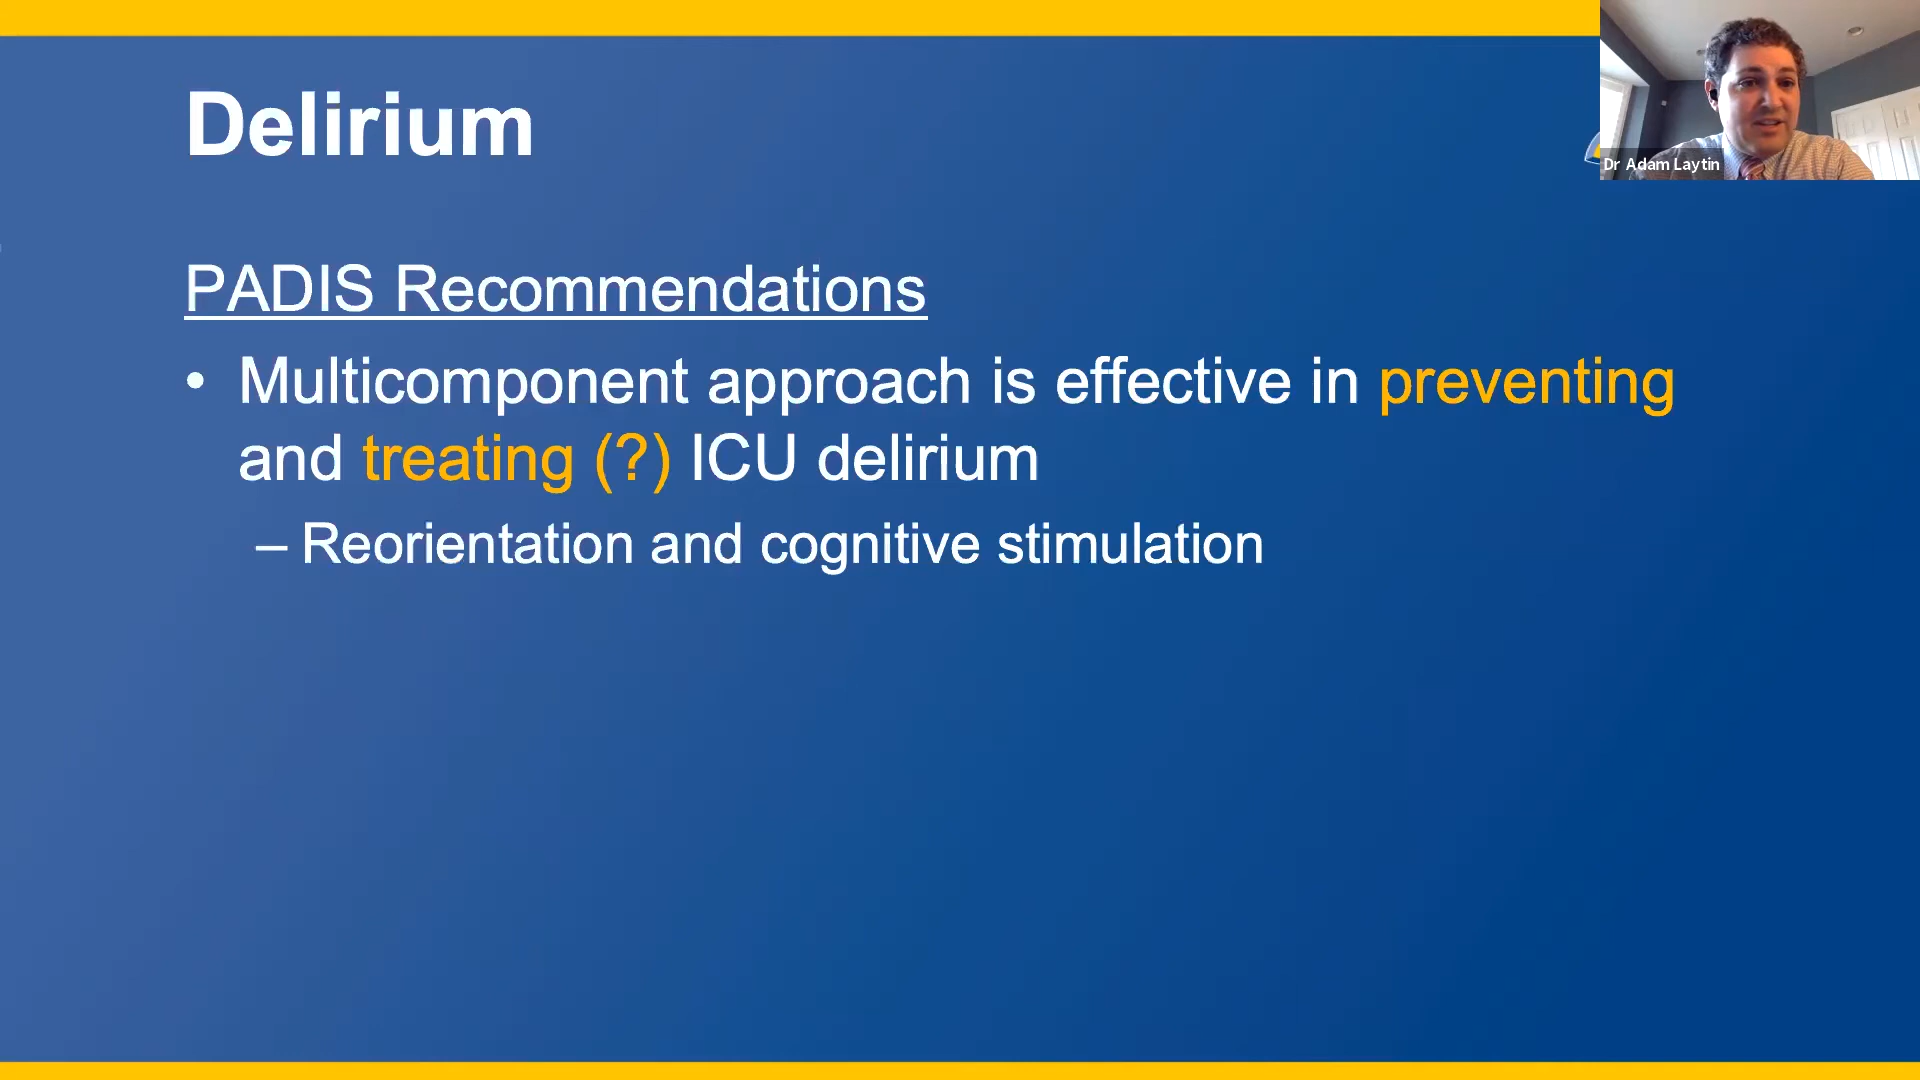 Delirium
Dr Adam Laytin
PADIS Recommendations
• Multicomponent approach is effective in preventing
and treating (?) ICU delirium
– Reorientation and cognitive stimulation